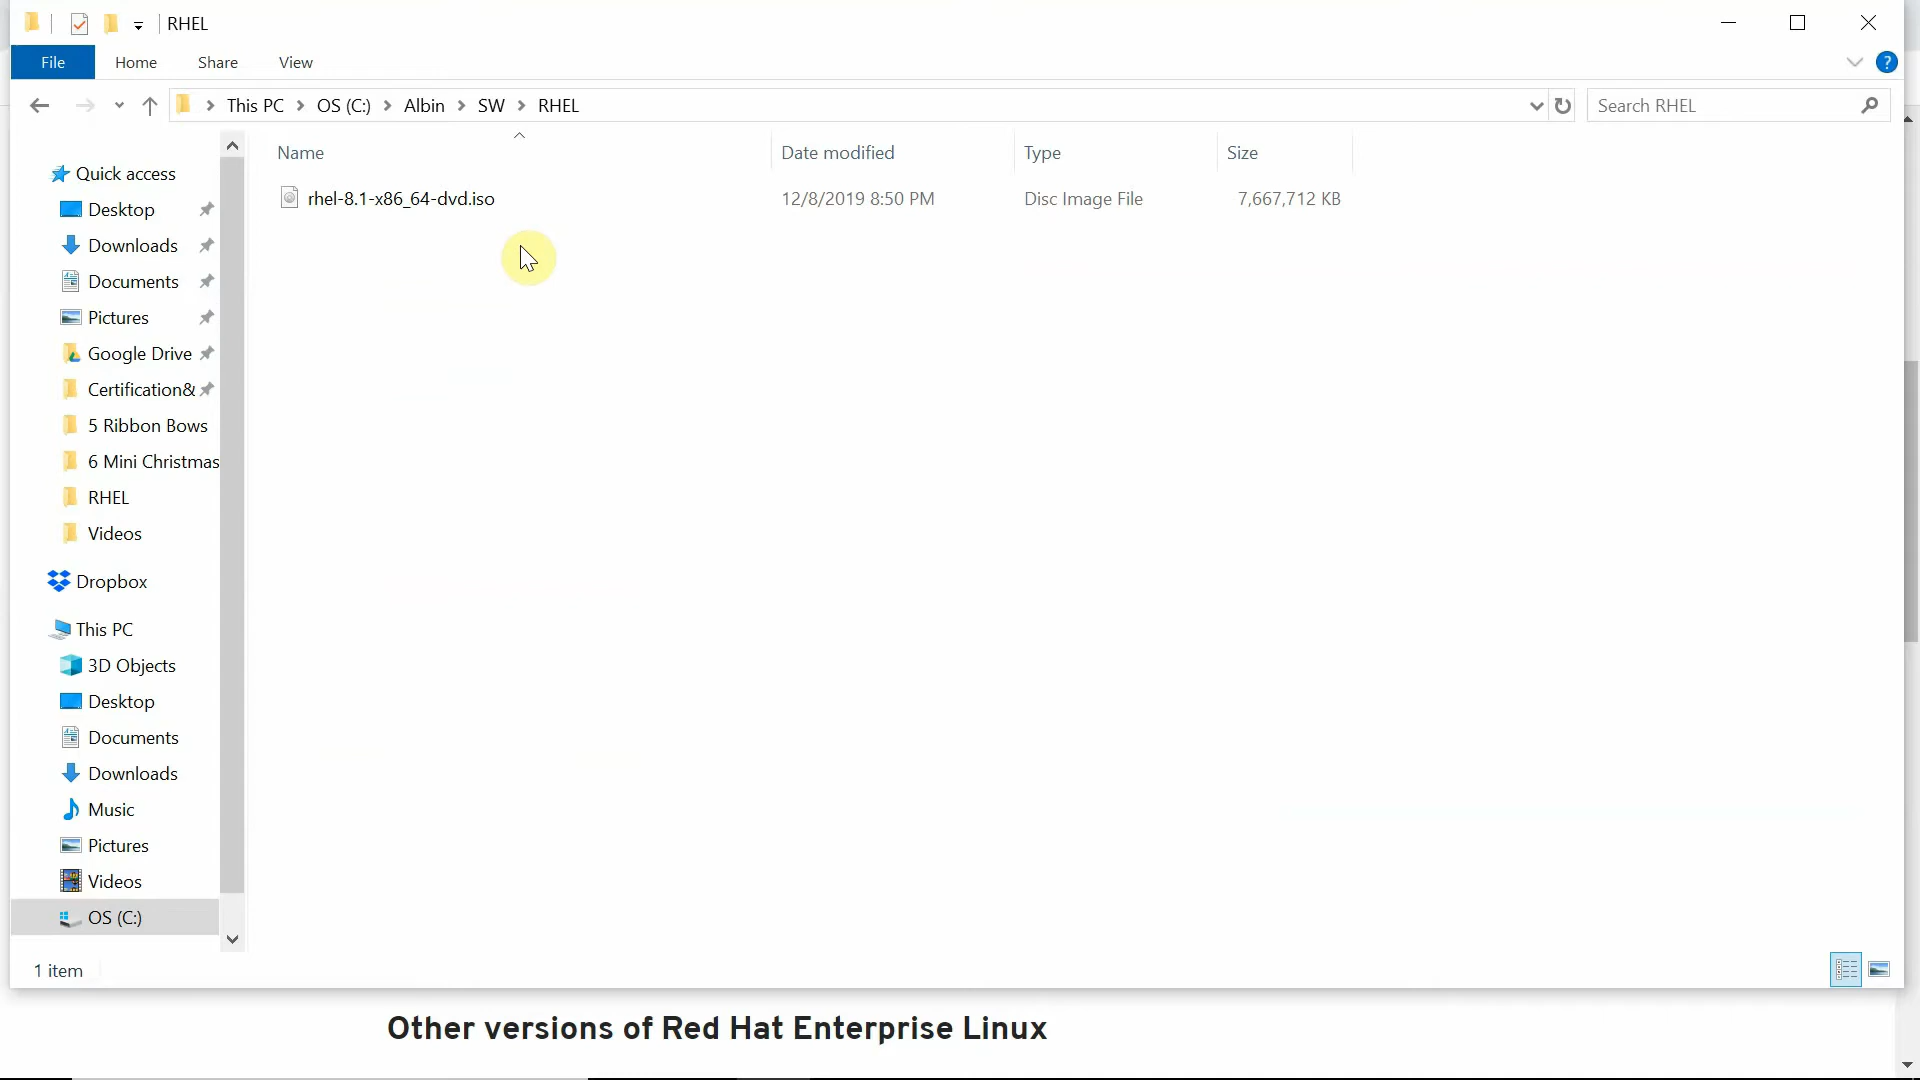 RHEL
File Home Share View
This PC OS (C:) Albin SW RHEL
Search RHEL
Name Date modified Type Size
rhel-8.1-x86_64-dvd.iso 12/8/2019 8:50 PM Disc Image File 7,667,712 KB
Quick access
Desktop
Downloads
Documents
Pictures
Google Drive
Certification&
5 Ribbon Bows
6 Mini Christmas
RHEL
Videos
Dropbox
This PC
3D Objects
Desktop
Documents
Downloads
Music
Pictures
Videos
OS (C:)
1 item
Other versions of Red Hat Enterprise Linux